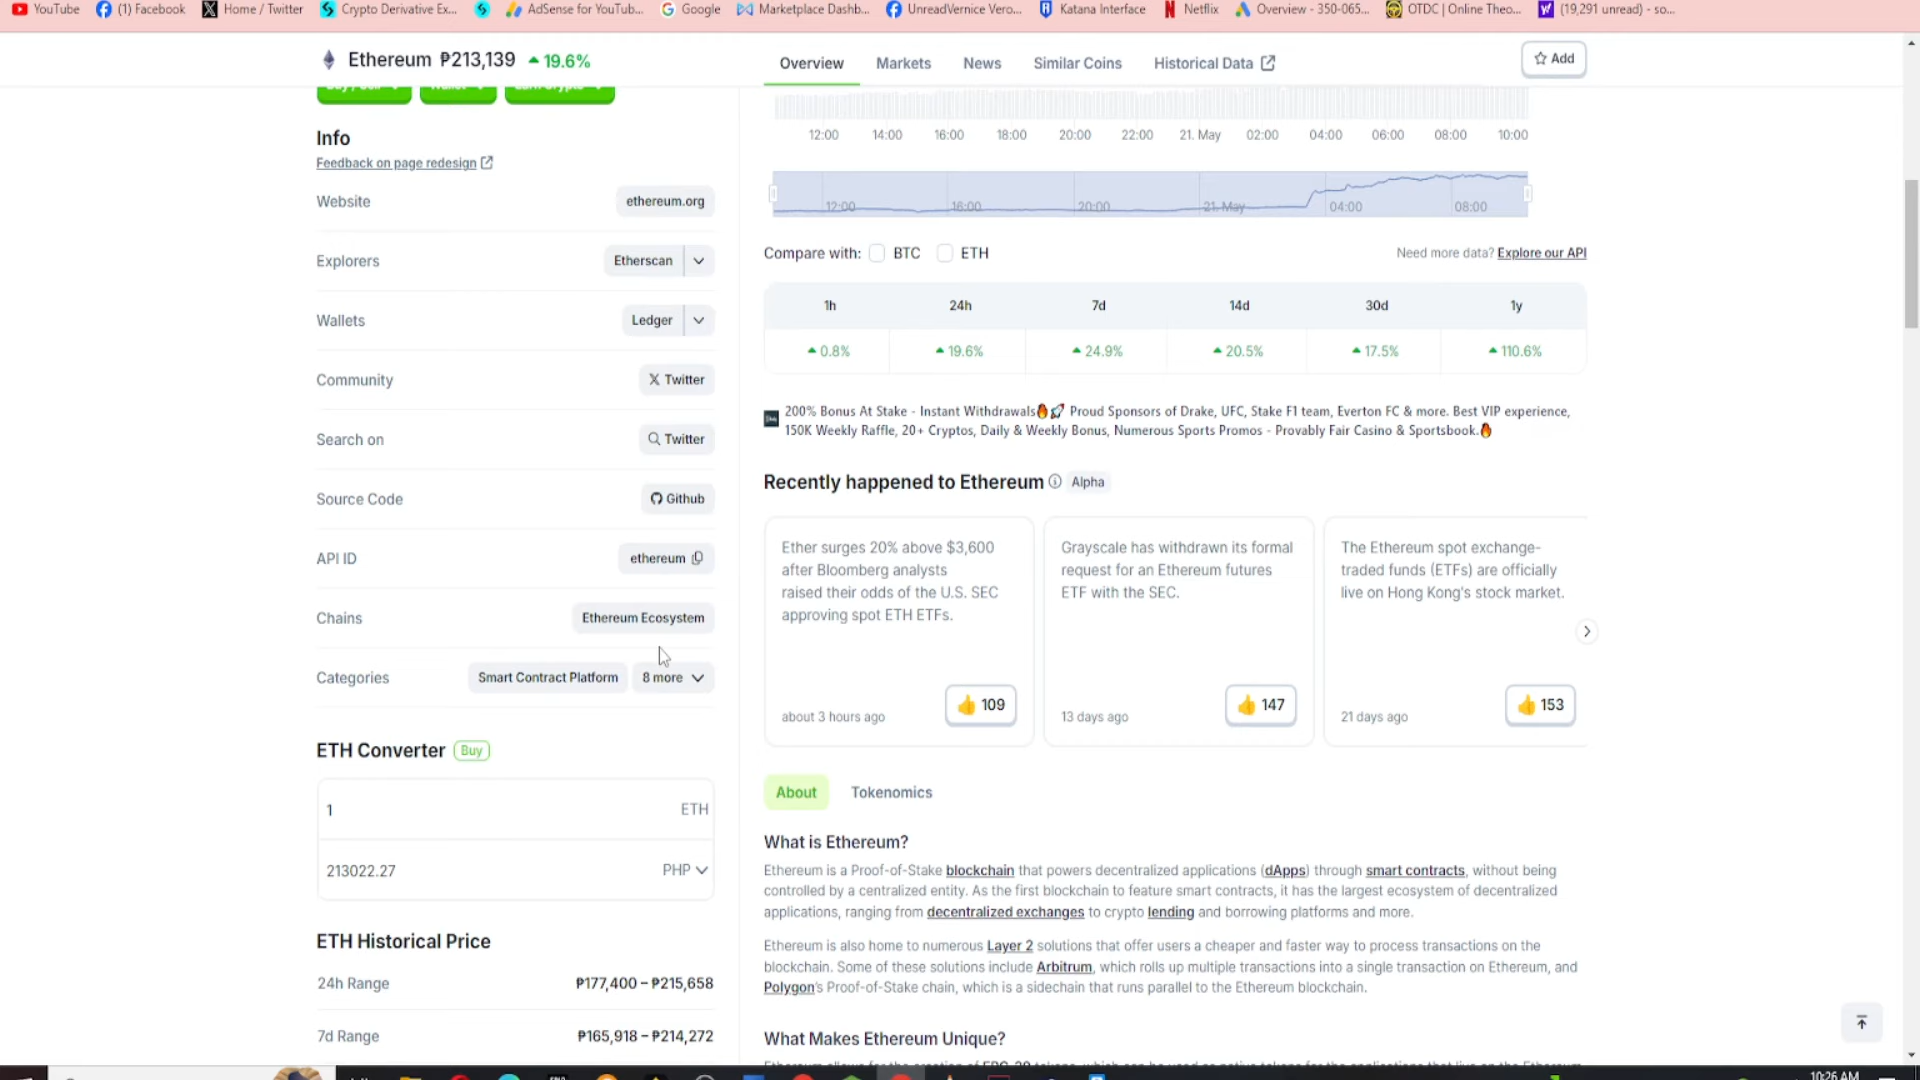 YouTube (1) Facebook Home / Twitter Crypto Derivative Ex... AdSense for YouTub... Google Marketplace Dashb... UnreadVernice Vero... Katana Interface Netflix Overview - 350-065... OTDC | Online Theo... (19,291 unread) - so...
Ethereum ₱213,139 19.6%
Overview Markets News Similar Coins Historical Data
Add
Info
Feedback on page redesign
Website ethereum.org
Explorers Etherscan
Wallets Ledger
Community X Twitter
Search on Twitter
Source Code Github
API ID ethereum
Chains Ethereum Ecosystem
Categories Smart Contract Platform 8 more
ETH Converter Buy
1 ETH
213022.27 PHP
ETH Historical Price
24h Range ₱177,400 – ₱215,658
7d Range ₱165,918 – ₱214,272
12:00 14:00 16:00 18:00 20:00 22:00 21. May 02:00 04:00 06:00 08:00 10:00
12:00 16:00 20:00 21. May 04:00 08:00
Compare with: BTC ETH
Need more data? Explore our API
1h 24h 7d 14d 30d 1y
0.8% 19.6% 24.9% 20.5% 17.5% 110.6%
200% Bonus At Stake - Instant Withdrawals🔥🚀 Proud Sponsors of Drake, UFC, Stake F1 team, Everton FC & more. Best VIP experience,
150K Weekly Raffle, 20+ Cryptos, Daily & Weekly Bonus, Numerous Sports Promos - Provably Fair Casino & Sportsbook.🔥
Recently happened to Ethereum Alpha
Ether surges 20% above $3,600
after Bloomberg analysts
raised their odds of the U.S. SEC
approving spot ETH ETFs.
about 3 hours ago 👍 109
Grayscale has withdrawn its formal
request for an Ethereum futures
ETF with the SEC.
13 days ago 👍 147
The Ethereum spot exchange-
traded funds (ETFs) are officially
live on Hong Kong's stock market.
21 days ago 👍 153
About Tokenomics
What is Ethereum?
Ethereum is a Proof-of-Stake blockchain that powers decentralized applications (dApps) through smart contracts, without being
controlled by a centralized entity. As the first blockchain to feature smart contracts, it has the largest ecosystem of decentralized
applications, ranging from decentralized exchanges to crypto lending and borrowing platforms and more.
Ethereum is also home to numerous Layer 2 solutions that offer users a cheaper and faster way to process transactions on the
blockchain. Some of these solutions include Arbitrum, which rolls up multiple transactions into a single transaction on Ethereum, and
Polygon's Proof-of-Stake chain, which is a sidechain that runs parallel to the Ethereum blockchain.
What Makes Ethereum Unique?
10:26 AM